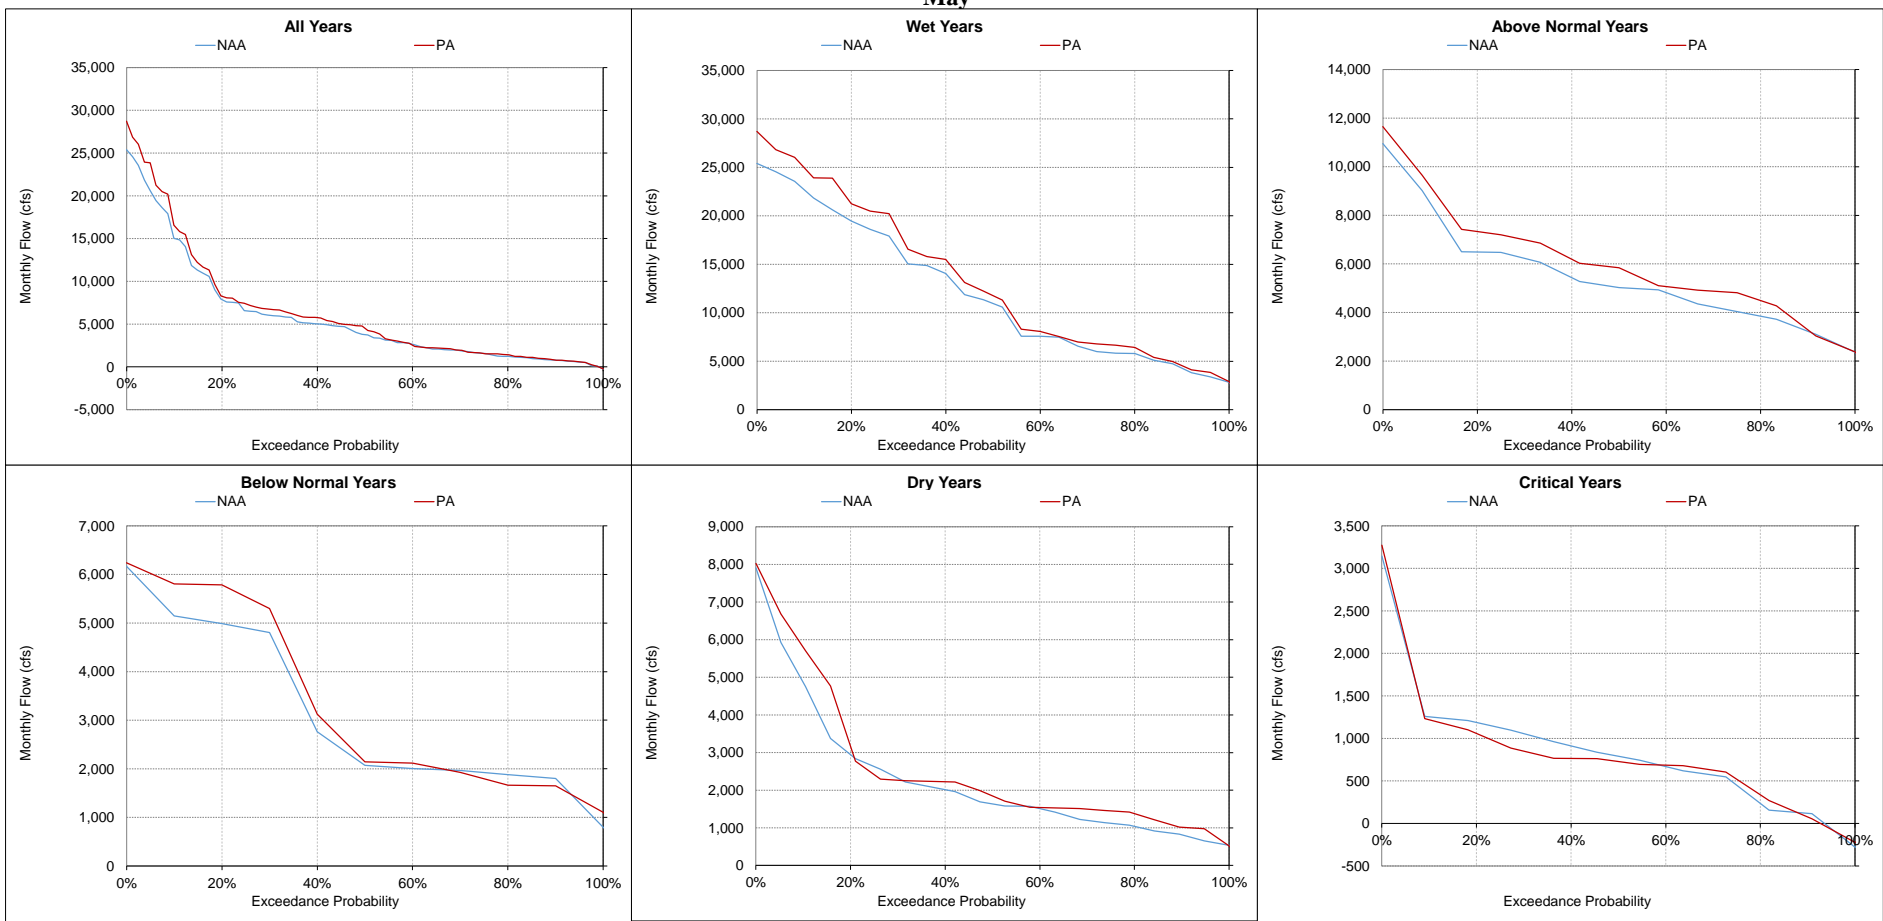 May
All Years
NAA PA
35,000
30,000
25,000
20,000
15,000
10,000
5,000
0
-5,000
0% 20% 40% 60% 80% 100%
Monthly Flow (cfs)
Exceedance Probability
Wet Years
NAA PA
35,000
30,000
25,000
20,000
15,000
10,000
5,000
0
0% 20% 40% 60% 80% 100%
Monthly Flow (cfs)
Exceedance Probability
Above Normal Years
NAA PA
14,000
12,000
10,000
8,000
6,000
4,000
2,000
0
0% 20% 40% 60% 80% 100%
Monthly Flow (cfs)
Exceedance Probability
Below Normal Years
NAA PA
7,000
6,000
5,000
4,000
3,000
2,000
1,000
0
0% 20% 40% 60% 80% 100%
Monthly Flow (cfs)
Exceedance Probability
Dry Years
NAA PA
9,000
8,000
7,000
6,000
5,000
4,000
3,000
2,000
1,000
0
0% 20% 40% 60% 80% 100%
Monthly Flow (cfs)
Exceedance Probability
Critical Years
NAA PA
3,500
3,000
2,500
2,000
1,500
1,000
500
0
-500
0% 20% 40% 60% 80% 100%
Monthly Flow (cfs)
Exceedance Probability